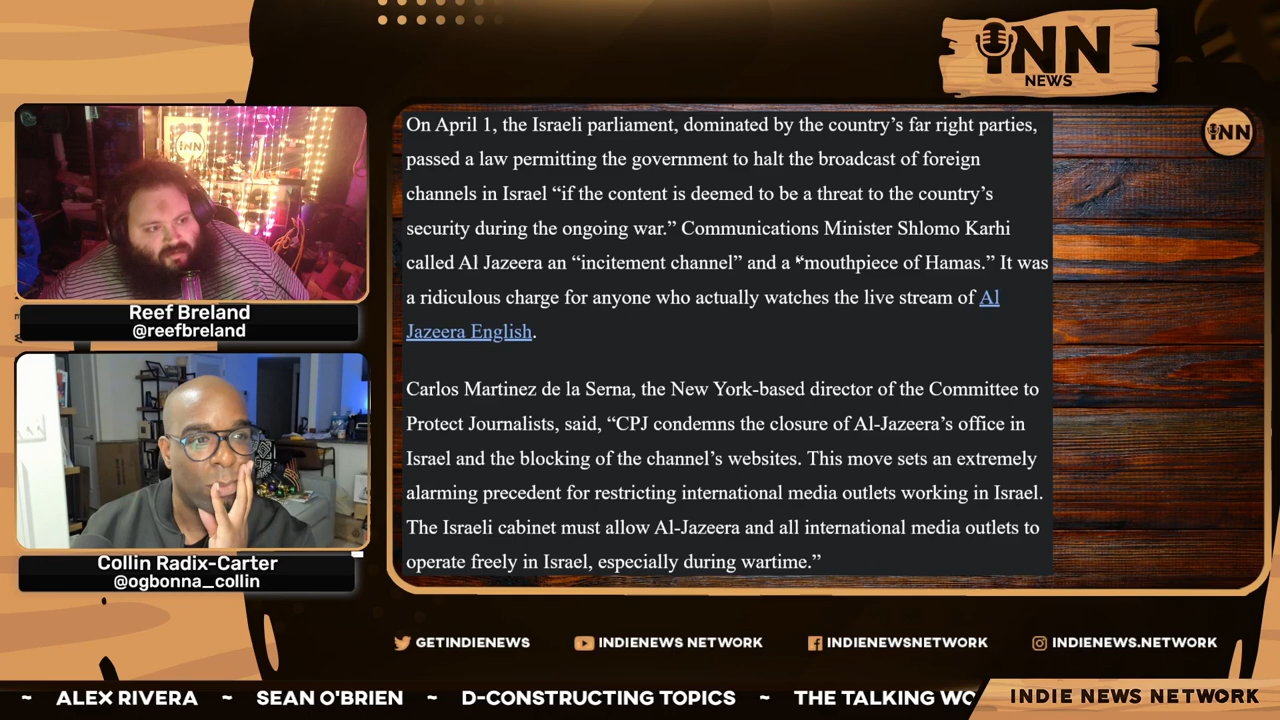 INN
NEWS
INN
INN
On April 1, the Israeli parliament, dominated by the country’s far right parties,
passed a law permitting the government to halt the broadcast of foreign
channels in Israel “if the content is deemed to be a threat to the country’s
security during the ongoing war.” Communications Minister Shlomo Karhi
called Al Jazeera an “incitement channel” and a “mouthpiece of Hamas.” It was
a ridiculous charge for anyone who actually watches the live stream of Al
Jazeera English.
Carlos Martinez de la Serna, the New York-based director of the Committee to
Protect Journalists, said, “CPJ condemns the closure of Al-Jazeera’s office in
Israel and the blocking of the channel’s websites. This move sets an extremely
alarming precedent for restricting international media outlets working in Israel.
The Israeli cabinet must allow Al-Jazeera and all international media outlets to
operate freely in Israel, especially during wartime.”
Reef Breland
@reefbreland
Collin Radix-Carter
@ogbonna_collin
GETINDIENEWS
INDIENEWS NETWORK
INDIENEWSNETWORK
INDIENEWS.NETWORK
~ ALEX RIVERA ~ SEAN O'BRIEN ~ D-CONSTRUCTING TOPICS ~ THE TALKING WO
INDIE NEWS NETWORK